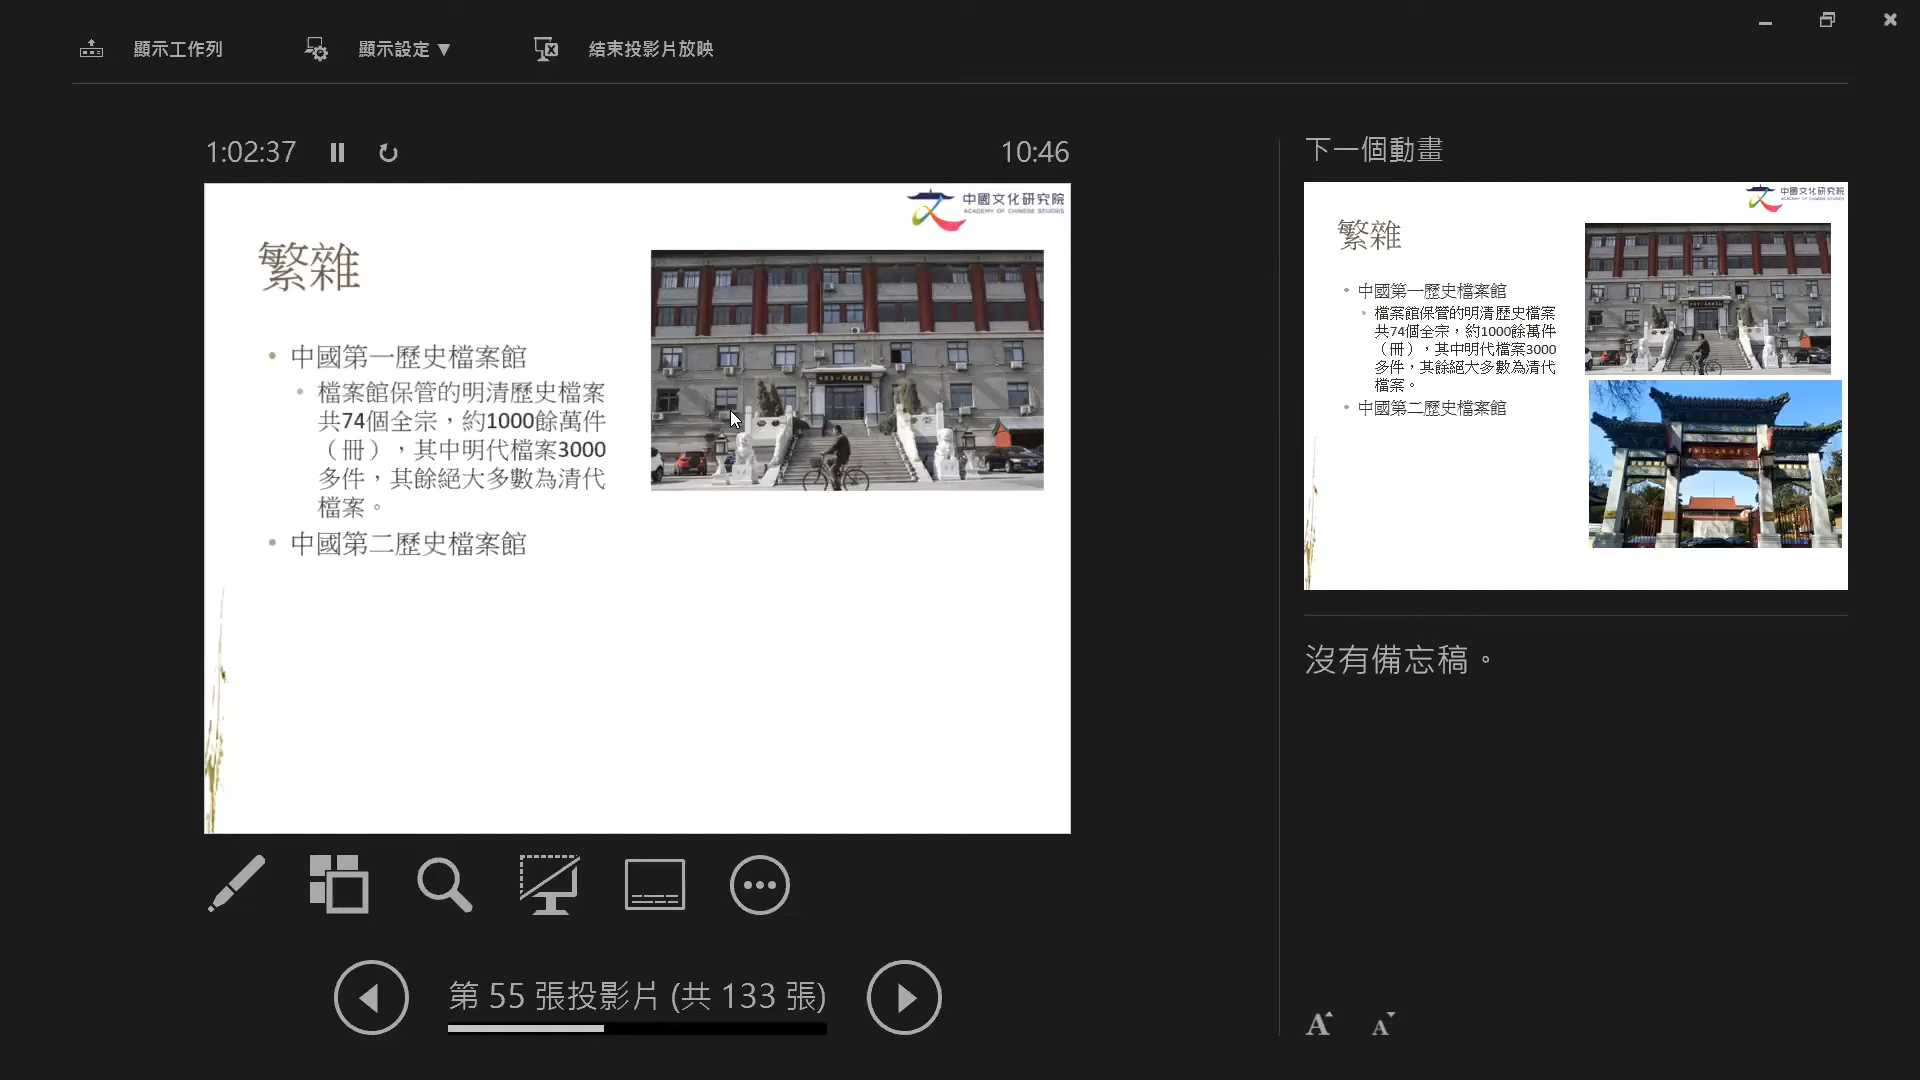 顯示工作列
顯示設定 ▼
結束投影片放映
1:02:37
10:46
中國文化研究院
ACADEMY OF CHINESE STUDIES
繁雜
• 中國第一歷史檔案館
• 檔案館保管的明清歷史檔案
共74個全宗，約1000餘萬件
（冊），其中明代檔案3000
多件，其餘絕大多數為清代
檔案。
• 中國第二歷史檔案館
第 55 張投影片 (共 133 張)
下一個動畫
中國文化研究院
ACADEMY OF CHINESE STUDIES
繁雜
• 中國第一歷史檔案館
• 檔案館保管的明清歷史檔案
共74個全宗，約1000餘萬件
（冊），其中明代檔案3000
多件，其餘絕大多數為清代
檔案。
• 中國第二歷史檔案館
沒有備忘稿。
A A